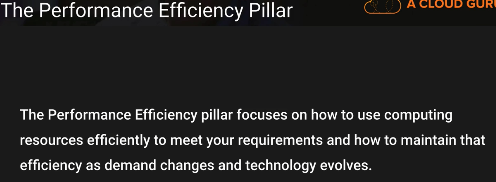 The Performance Efficiency Pillar
A CLOUD GURU
The Performance Efficiency pillar focuses on how to use computing
resources efficiently to meet your requirements and how to maintain that
efficiency as demand changes and technology evolves.